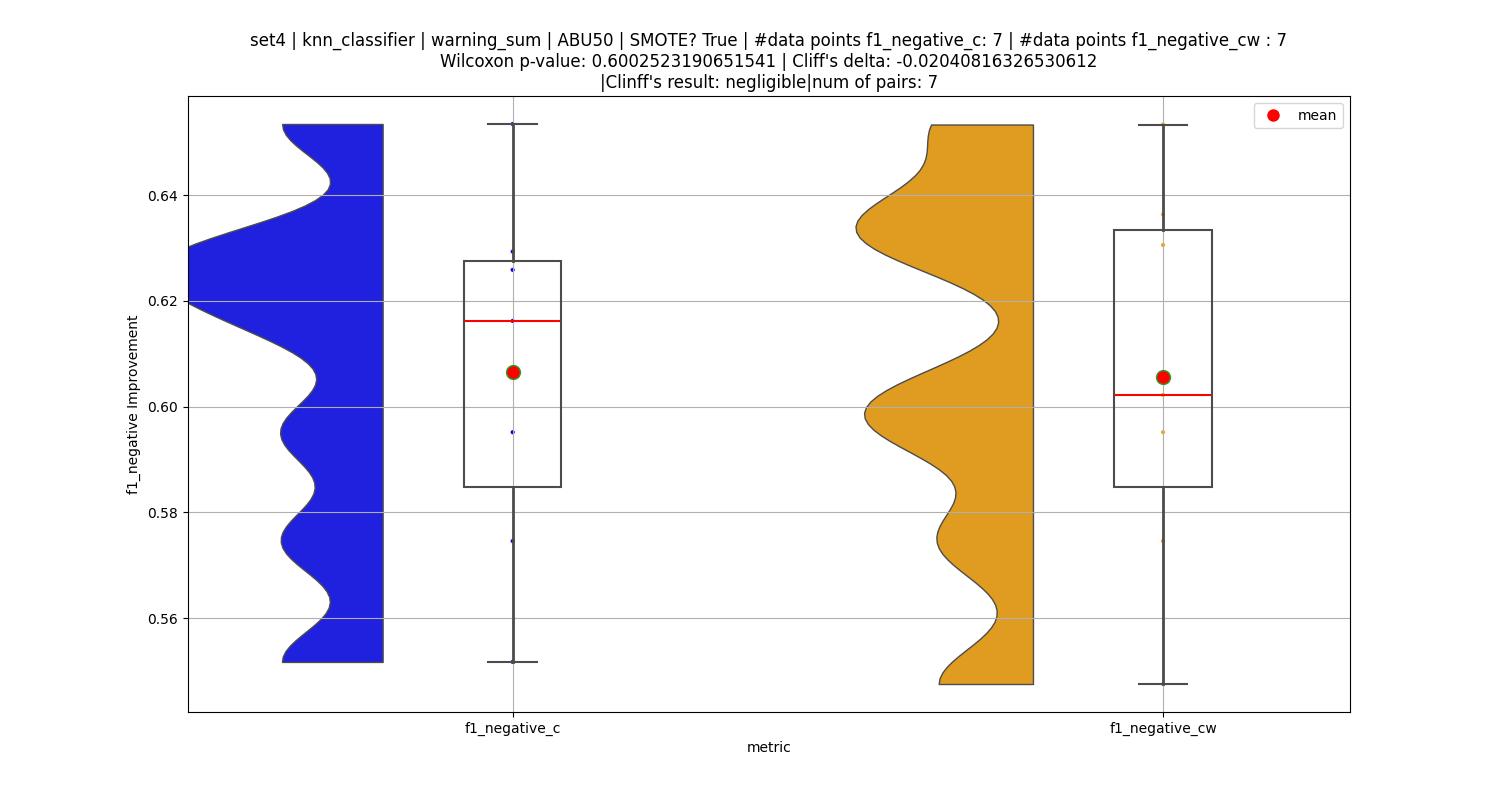 set4 | knn_classifier | warning_sum | ABU50 | SMOTE? True | #data points f1_negative_c: 7 | #data points f1_negative_cw : 7
Wilcoxon p-value: 0.6002523190651541 | Cliff's delta: -0.02040816326530612
|Clinff's result: negligible|num of pairs: 7
mean
0.64
0.62
0.60
0.58
0.56
f1_negative Improvement
f1_negative_c
f1_negative_cw
metric